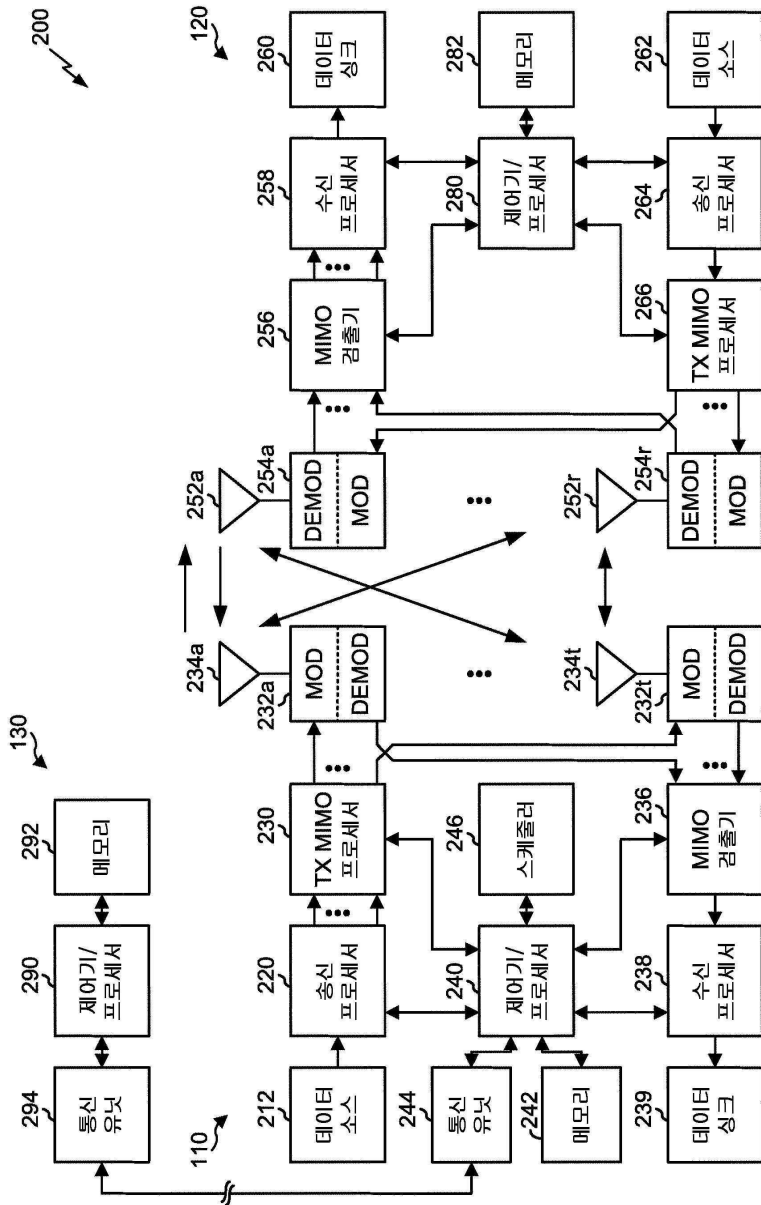 200
130
294
통신
유닛
290
제어기/
프로세서
292
메모리
110
212
데이터
소스
220
송신
프로세서
•••
230
TX MIMO
프로세서
•••
232a
MOD
DEMOD
234a
252a
254a
DEMOD
MOD
•••
256
MIMO
검출기
•••
258
수신
프로세서
260
데이터
싱크
120
244
통신
유닛
242
메모리
240
제어기/
프로세서
246
스케줄러
•••
•••
280
제어기/
프로세서
282
메모리
239
데이터
싱크
238
수신
프로세서
236
MIMO
검출기
•••
232t
MOD
DEMOD
234t
252r
254r
DEMOD
MOD
•••
266
TX MIMO
프로세서
264
송신
프로세서
262
데이터
소스